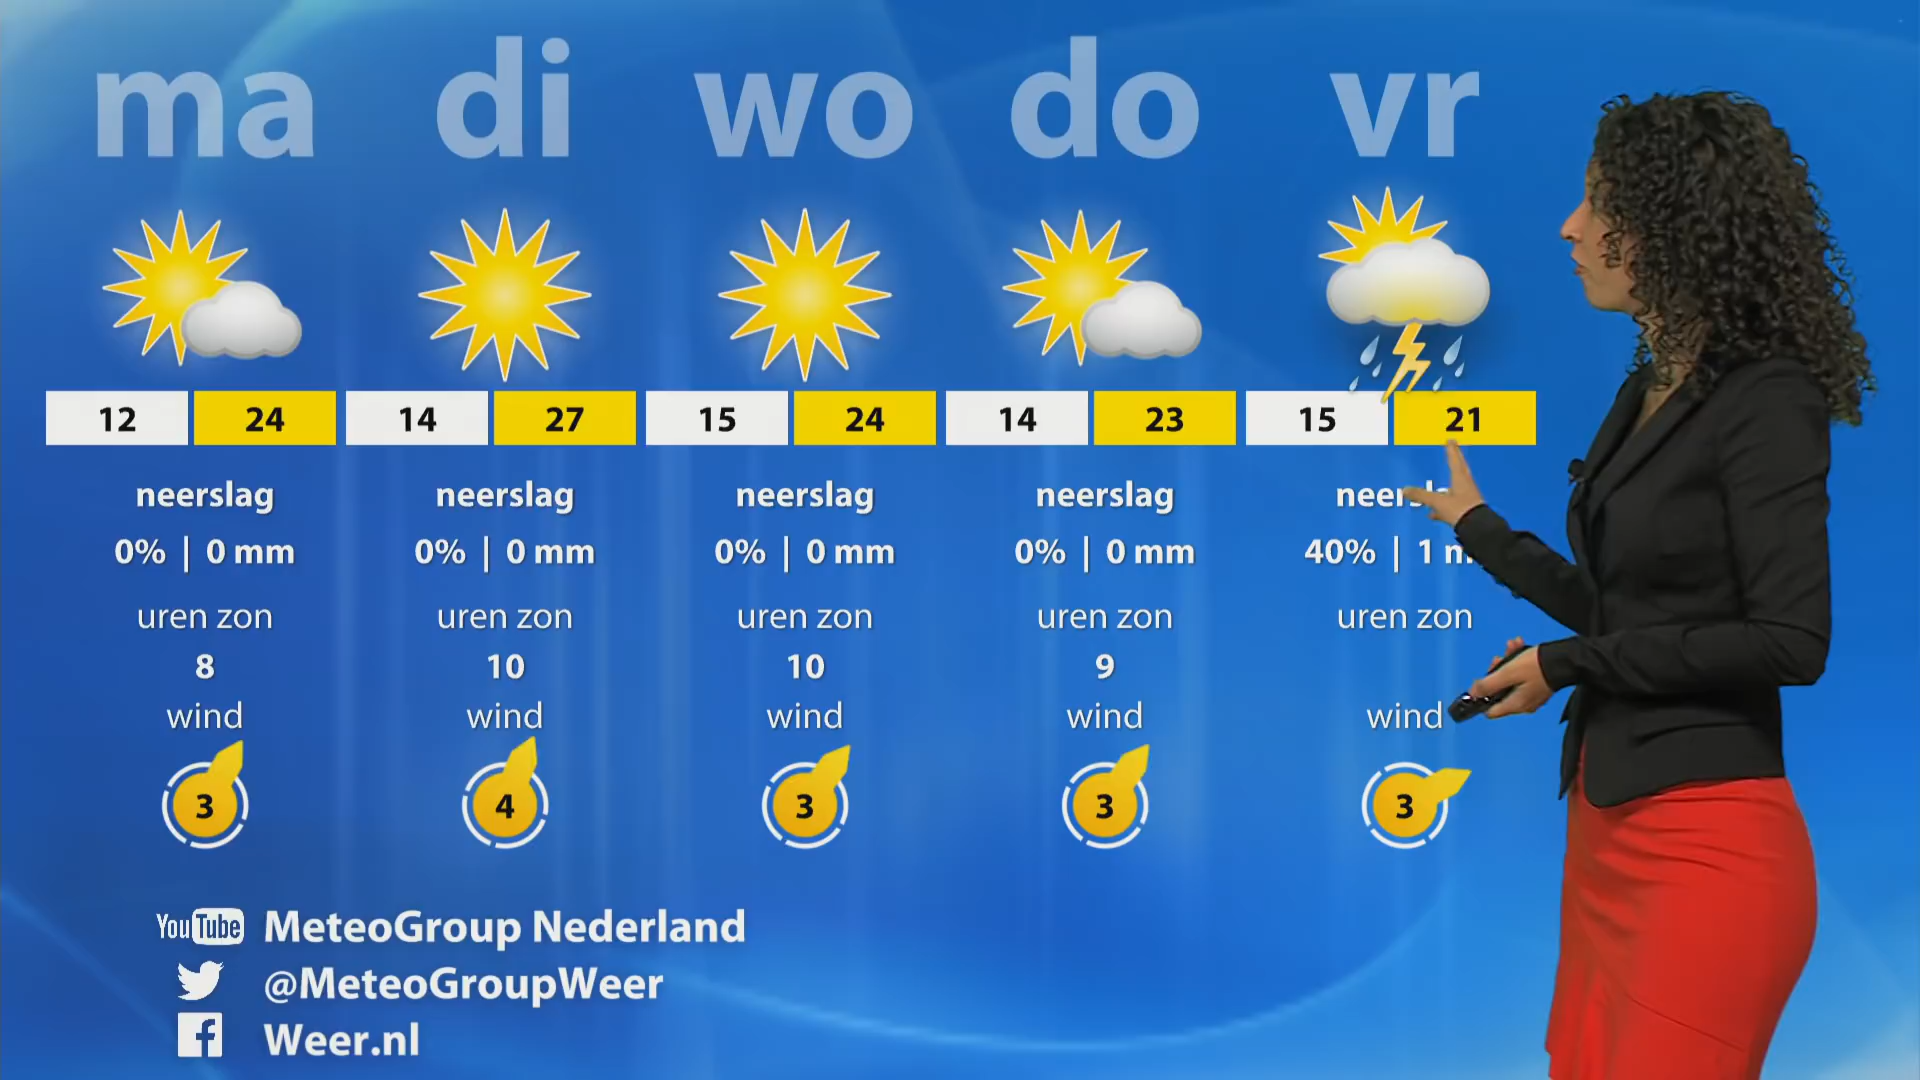 ma di wo do vr
12 24 14 27 15 24 14 23 15 21
neerslag neerslag neerslag neerslag
0% | 0 mm 0% | 0 mm 0% | 0 mm 0% | 0 mm 40% | 1
uren zon uren zon uren zon uren zon uren zon
8 10 10 9
wind wind wind wind wind
3 4 3 3 3
YouTube MeteoGroup Nederland
@MeteoGroupWeer
Weer.nl